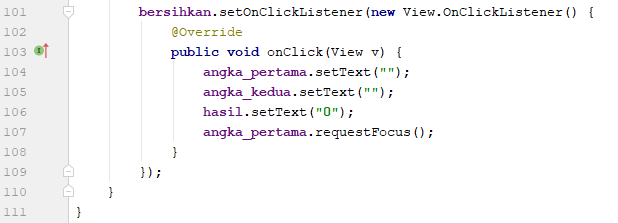 101 bersihkan.setOnClickListener(new View.OnClickListener() {
102 @Override
103 public void onClick(View v) {
104 angka_pertama.setText("");
105 angka_kedua.setText("");
106 hasil.setText("0");
107 angka_pertama.requestFocus();
108 }
109 });
110 }
111 }